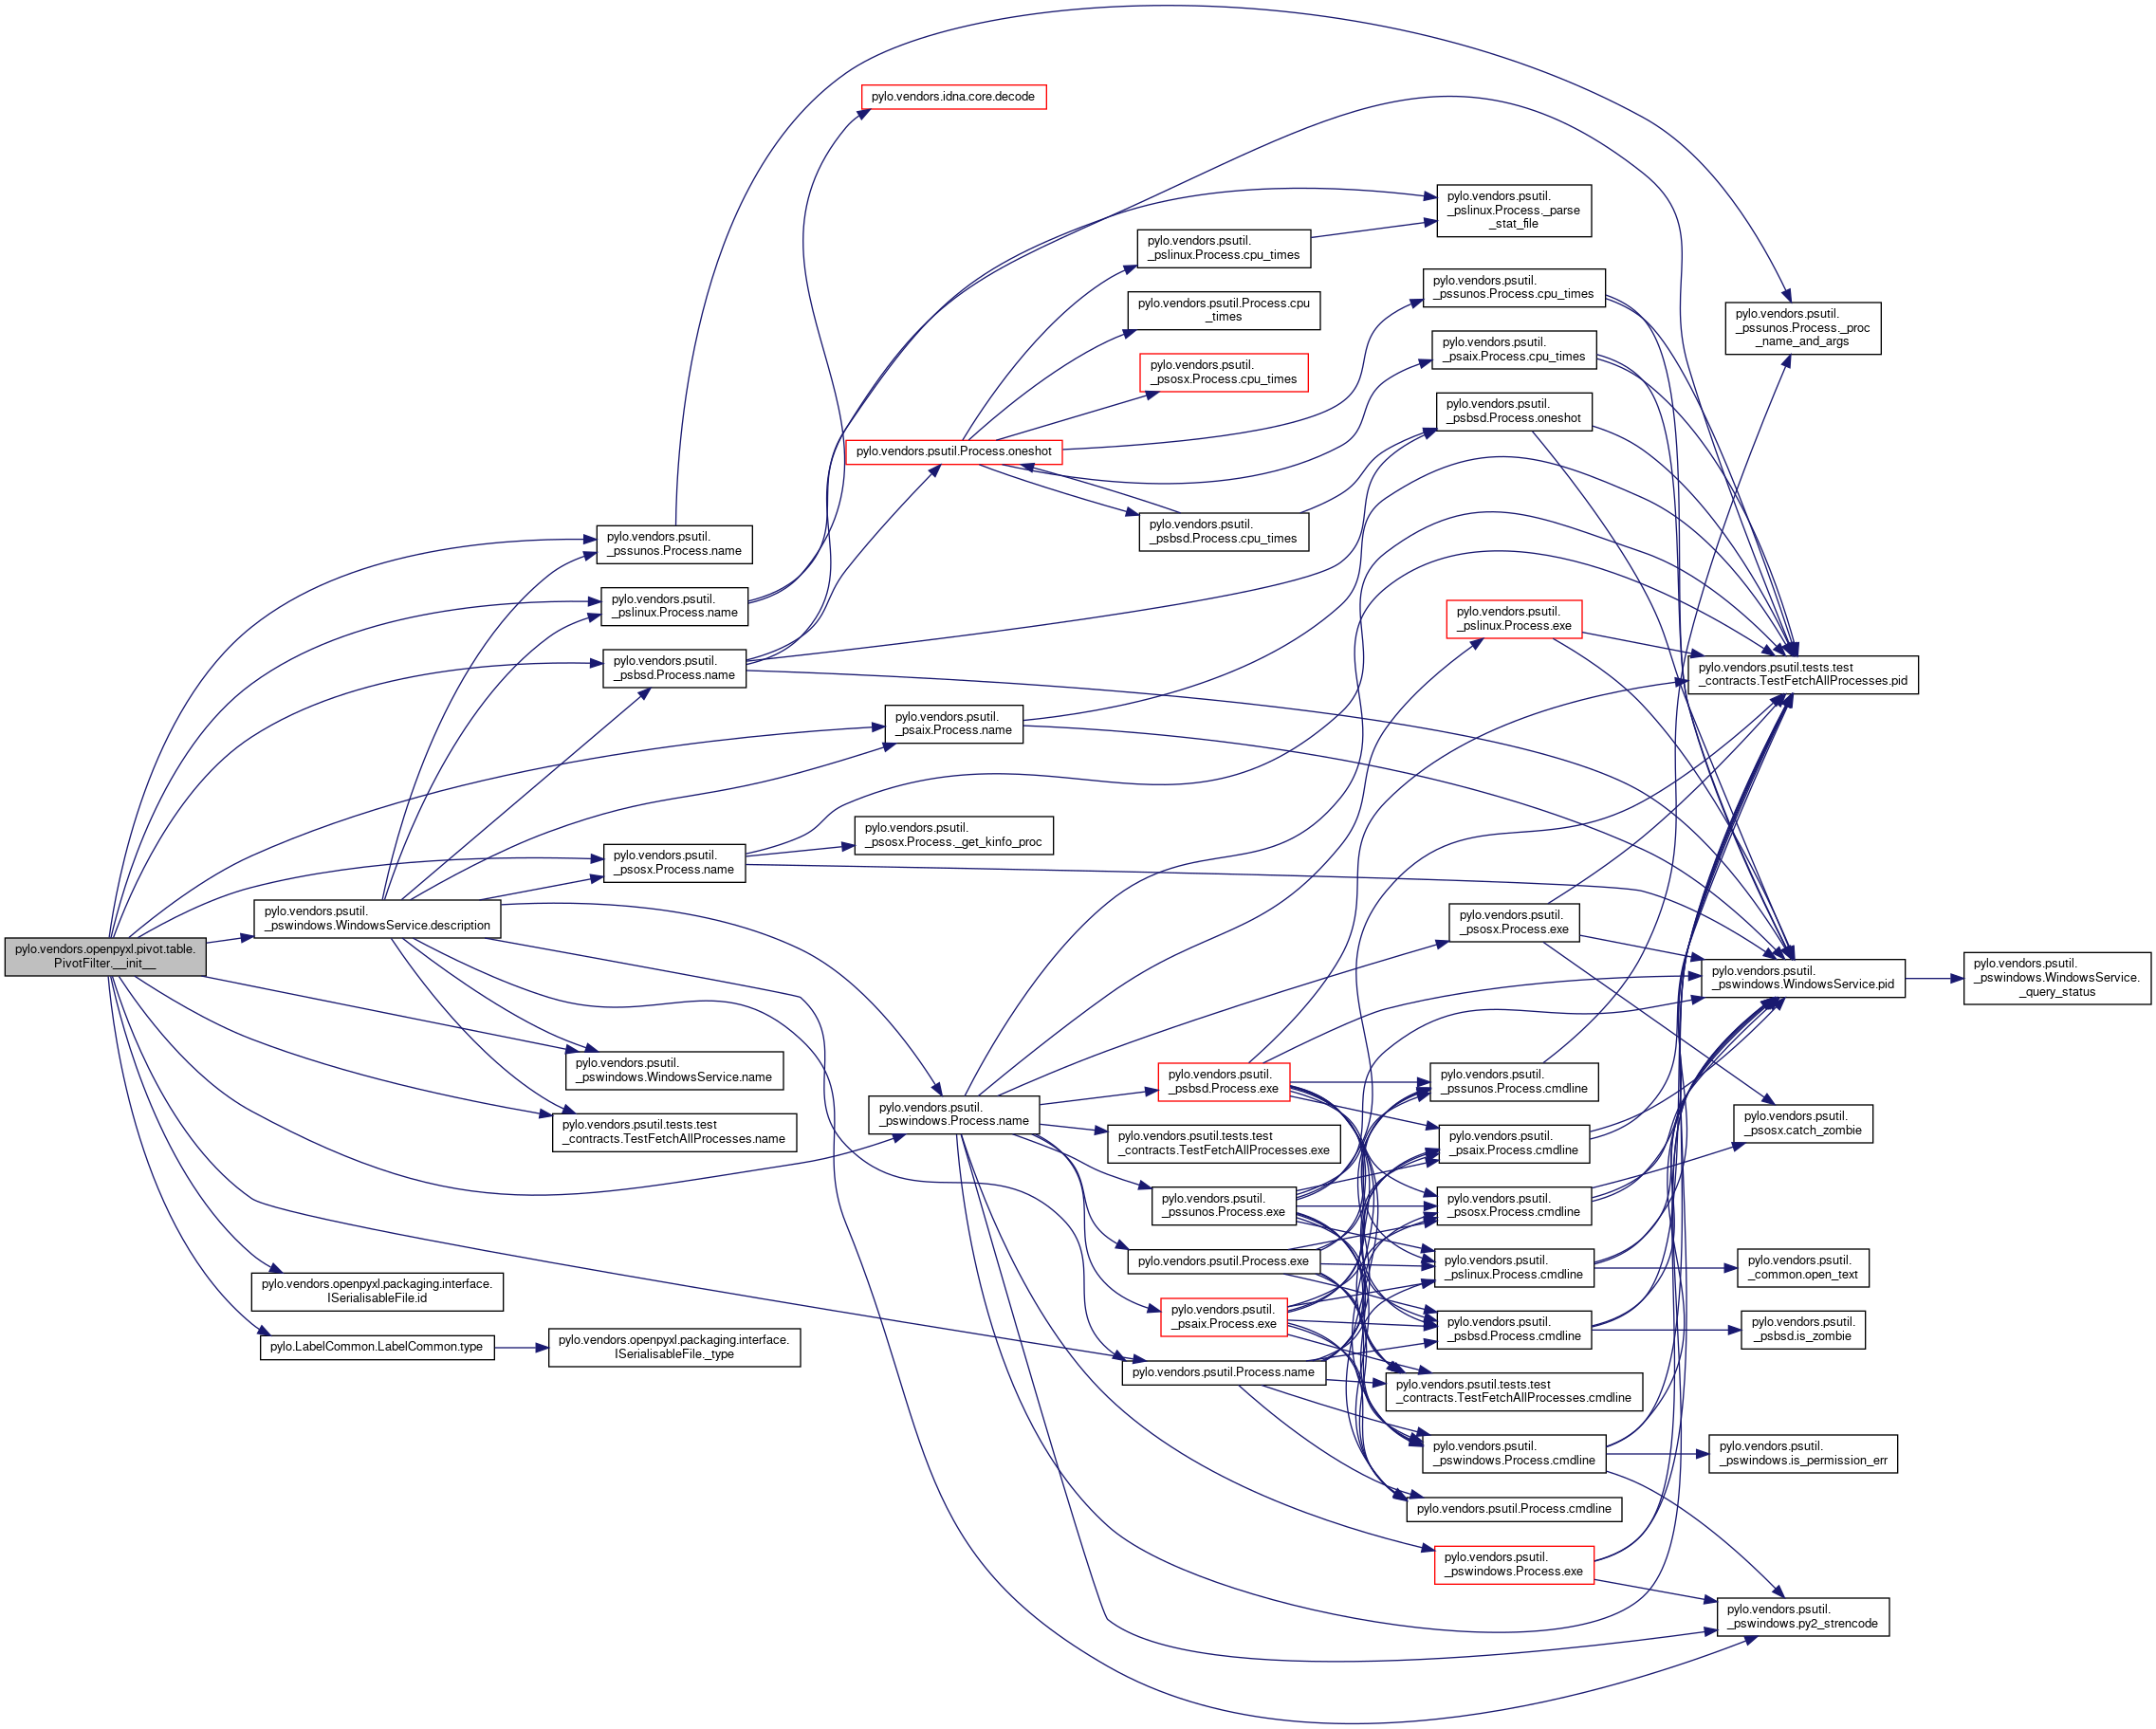 pylo.vendors.openpyxl.pivot.table.
PivotFilter.__init__
pylo.vendors.psutil.
_pssunos.Process.name
pylo.vendors.psutil.
_pslinux.Process.name
pylo.vendors.psutil.
_psbsd.Process.name
pylo.vendors.psutil.
_psaix.Process.name
pylo.vendors.psutil.
_psosx.Process.name
pylo.vendors.psutil.
_pswindows.WindowsService.description
pylo.vendors.psutil.
_pswindows.WindowsService.name
pylo.vendors.psutil.tests.test
_contracts.TestFetchAllProcesses.name
pylo.vendors.openpyxl.packaging.interface.
ISerialisableFile.id
pylo.LabelCommon.LabelCommon.type
pylo.vendors.openpyxl.packaging.interface.
ISerialisableFile._type
pylo.vendors.idna.core.decode
pylo.vendors.psutil.Process.oneshot
pylo.vendors.psutil.
_psosx.Process._get_kinfo_proc
pylo.vendors.psutil.
_pswindows.Process.name
pylo.vendors.psutil.
_pslinux.Process.cpu_times
pylo.vendors.psutil.Process.cpu
_times
pylo.vendors.psutil.
_psosx.Process.cpu_times
pylo.vendors.psutil.
_psbsd.Process.cpu_times
pylo.vendors.psutil.
_psbsd.Process.exe
pylo.vendors.psutil.tests.test
_contracts.TestFetchAllProcesses.exe
pylo.vendors.psutil.
_pssunos.Process.exe
pylo.vendors.psutil.Process.exe
pylo.vendors.psutil.
_psaix.Process.exe
pylo.vendors.psutil.Process.name
pylo.vendors.psutil.
_pslinux.Process._parse
_stat_file
pylo.vendors.psutil.
_pssunos.Process.cpu_times
pylo.vendors.psutil.
_psaix.Process.cpu_times
pylo.vendors.psutil.
_psbsd.Process.oneshot
pylo.vendors.psutil.
_pslinux.Process.exe
pylo.vendors.psutil.
_psosx.Process.exe
pylo.vendors.psutil.
_pssunos.Process.cmdline
pylo.vendors.psutil.
_psaix.Process.cmdline
pylo.vendors.psutil.
_psosx.Process.cmdline
pylo.vendors.psutil.
_pslinux.Process.cmdline
pylo.vendors.psutil.
_psbsd.Process.cmdline
pylo.vendors.psutil.tests.test
_contracts.TestFetchAllProcesses.cmdline
pylo.vendors.psutil.
_pswindows.Process.cmdline
pylo.vendors.psutil.Process.cmdline
pylo.vendors.psutil.
_pswindows.Process.exe
pylo.vendors.psutil.
_pssunos.Process._proc
_name_and_args
pylo.vendors.psutil.tests.test
_contracts.TestFetchAllProcesses.pid
pylo.vendors.psutil.
_pswindows.WindowsService.pid
pylo.vendors.psutil.
_pswindows.WindowsService.
_query_status
pylo.vendors.psutil.
_psosx.catch_zombie
pylo.vendors.psutil.
_common.open_text
pylo.vendors.psutil.
_psbsd.is_zombie
pylo.vendors.psutil.
_pswindows.is_permission_err
pylo.vendors.psutil.
_pswindows.py2_strencode